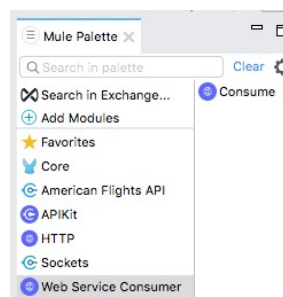 Mule Palette
Search in palette
Clear
Search in Exchange...
Consume
Add Modules
Favorites
Core
American Flights API
APIKit
HTTP
Sockets
Web Service Consumer